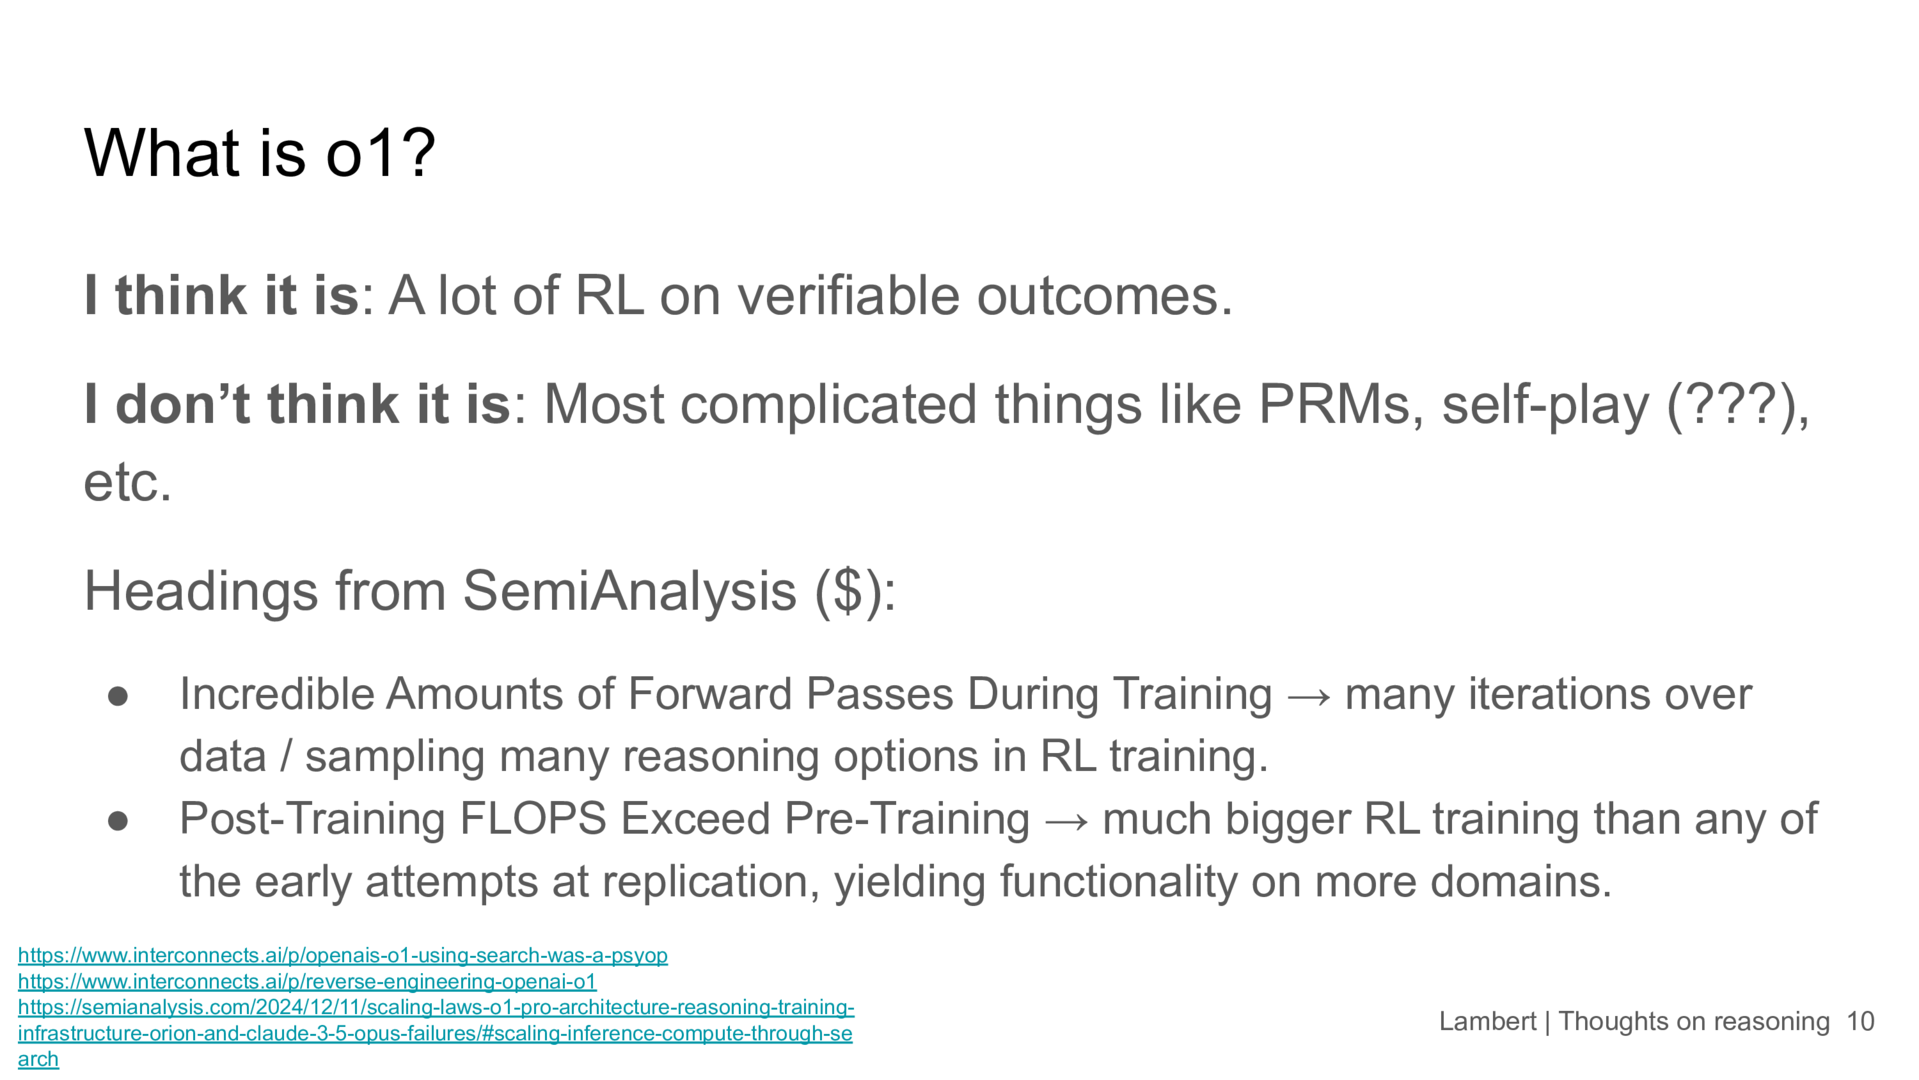 What is o1?
I think it is: A lot of RL on verifiable outcomes.
I don’t think it is: Most complicated things like PRMs, self-play (???),
etc.
Headings from SemiAnalysis ($):
● Incredible Amounts of Forward Passes During Training → many iterations over
data / sampling many reasoning options in RL training.
● Post-Training FLOPS Exceed Pre-Training → much bigger RL training than any of
the early attempts at replication, yielding functionality on more domains.
https://www.interconnects.ai/p/openais-o1-using-search-was-a-psyop
https://www.interconnects.ai/p/reverse-engineering-openai-o1
https://semianalysis.com/2024/12/11/scaling-laws-o1-pro-architecture-reasoning-training-
infrastructure-orion-and-claude-3-5-opus-failures/#scaling-inference-compute-through-se
arch
Lambert | Thoughts on reasoning 10